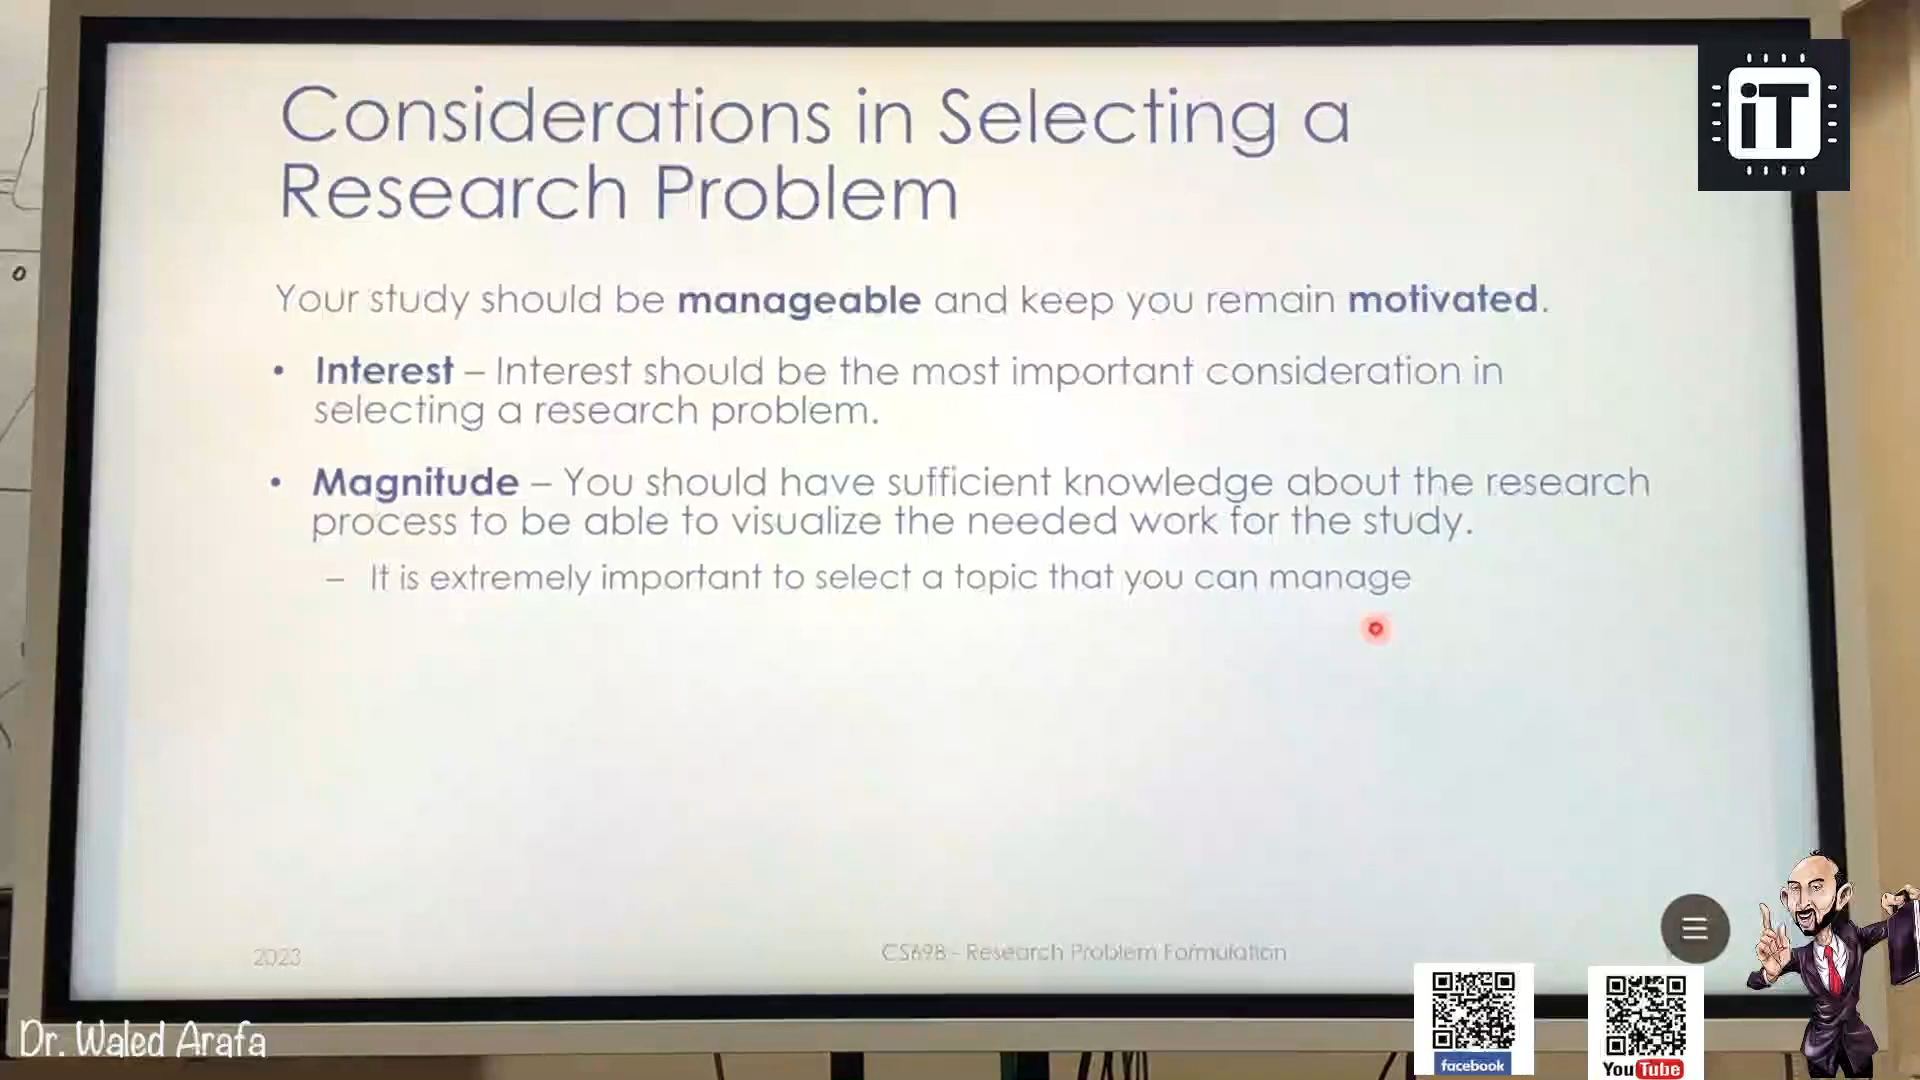 Considerations in Selecting a
Research Problem
iT
Your study should be manageable and keep you remain motivated.
• Interest – Interest should be the most important consideration in
selecting a research problem.
• Magnitude – You should have sufficient knowledge about the research
process to be able to visualize the needed work for the study.
– It is extremely important to select a topic that you can manage
2023
CS698 - Research Problem Formulation
Dr. Waled Arafa
facebook
YouTube